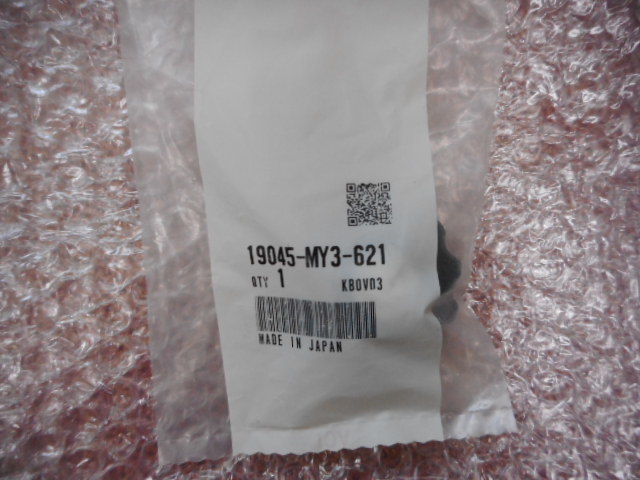 19045-MY3-621
QTY 1 KBOV03
MADE IN JAPAN